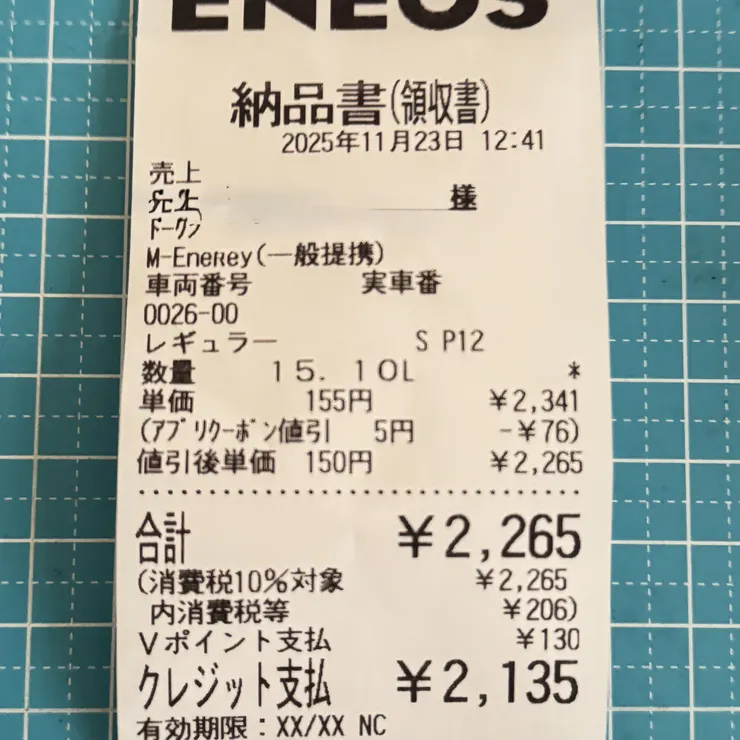 ENEOS
納品書(領収書)
2025年11月23日 12:41
売上
売上 様
ドーワン
M-Enerey(一般提携)
車両番号 実車番
0026-00
レギュラー S P12
数量 15.10L *
単価 155円 ¥2,341
(アプリクーポン値引 5円 -¥76)
値引後単価 150円 ¥2,265
合計 ¥2,265
(消費税10%対象 ¥2,265
内消費税等 ¥206)
Vポイント支払 ¥130
クレジット支払 ¥2,135
有効期限:XX/XX NC